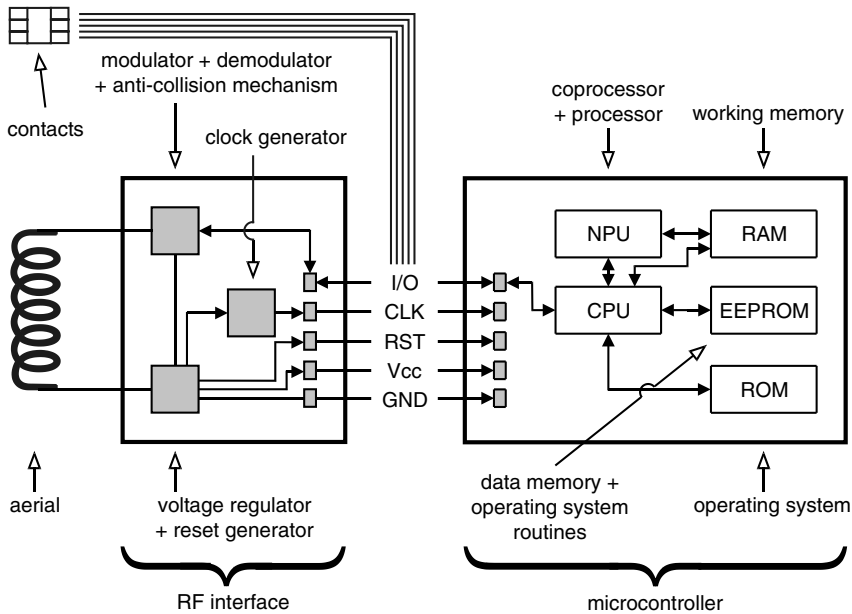 modulator + demodulator
+ anti-collision mechanism
contacts
clock generator
coprocessor
+ processor
working memory
NPU
RAM
I/O
CLK
CPU
EEPROM
RST
Vcc
GND
ROM
aerial
voltage regulator
+ reset generator
data memory +
operating system
routines
operating system
RF interface
microcontroller